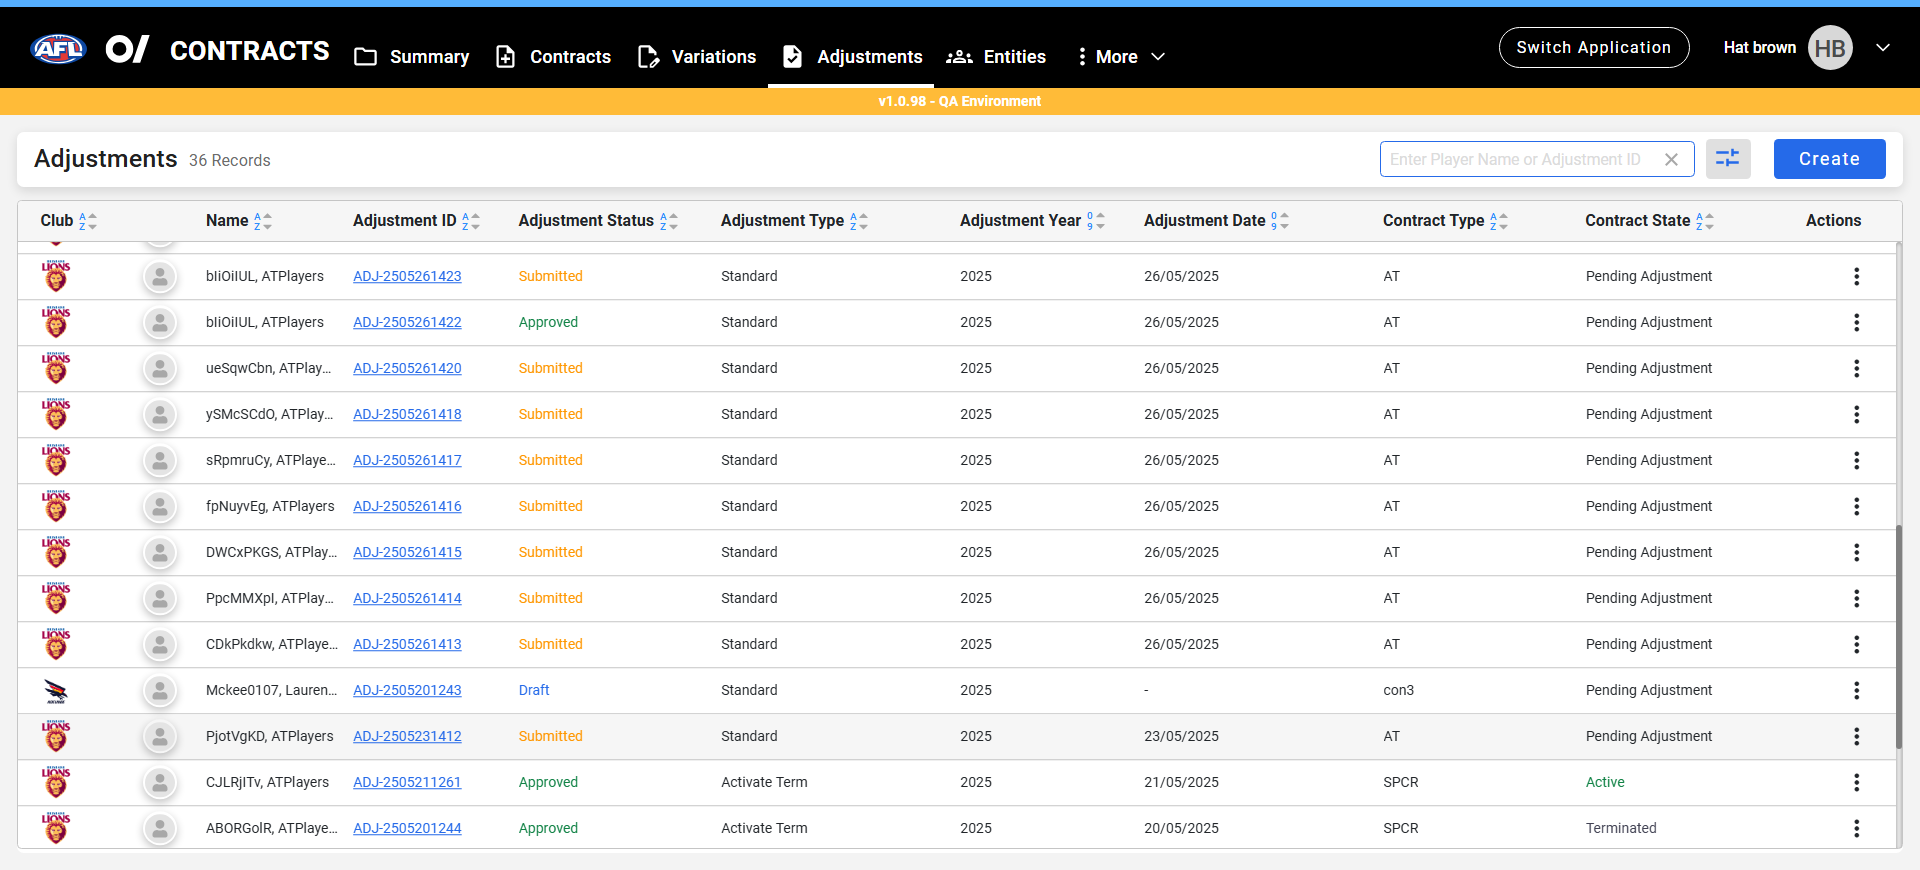 AFL CONTRACTS Summary Contracts Variations Adjustments Entities More Switch Application Hat brown HB
v1.0.98 - QA Environment
Adjustments 36 Records Enter Player Name or Adjustment ID Create
Club Name Adjustment ID Adjustment Status Adjustment Type Adjustment Year Adjustment Date Contract Type Contract State Actions
LIONS bIiOiIUL, ATPlayers ADJ-2505261423 Submitted Standard 2025 26/05/2025 AT Pending Adjustment
LIONS bIiOiIUL, ATPlayers ADJ-2505261422 Approved Standard 2025 26/05/2025 AT Pending Adjustment
LIONS ueSqwCbn, ATPlay... ADJ-2505261420 Submitted Standard 2025 26/05/2025 AT Pending Adjustment
LIONS ySMcSCdO, ATPlay... ADJ-2505261418 Submitted Standard 2025 26/05/2025 AT Pending Adjustment
LIONS sRpmruCy, ATPlaye... ADJ-2505261417 Submitted Standard 2025 26/05/2025 AT Pending Adjustment
LIONS fpNuyvEg, ATPlayers ADJ-2505261416 Submitted Standard 2025 26/05/2025 AT Pending Adjustment
LIONS DWCxPKGS, ATPlay... ADJ-2505261415 Submitted Standard 2025 26/05/2025 AT Pending Adjustment
LIONS PpcMMXpI, ATPlay... ADJ-2505261414 Submitted Standard 2025 26/05/2025 AT Pending Adjustment
LIONS CDkPkdkw, ATPlaye... ADJ-2505261413 Submitted Standard 2025 26/05/2025 AT Pending Adjustment
Mckee0107, Lauren... ADJ-2505201243 Draft Standard 2025 - con3 Pending Adjustment
LIONS PjotVgKD, ATPlayers ADJ-2505231412 Submitted Standard 2025 23/05/2025 AT Pending Adjustment
LIONS CJLRjITv, ATPlayers ADJ-2505211261 Approved Activate Term 2025 21/05/2025 SPCR Active
LIONS ABORGolR, ATPlaye... ADJ-2505201244 Approved Activate Term 2025 20/05/2025 SPCR Terminated